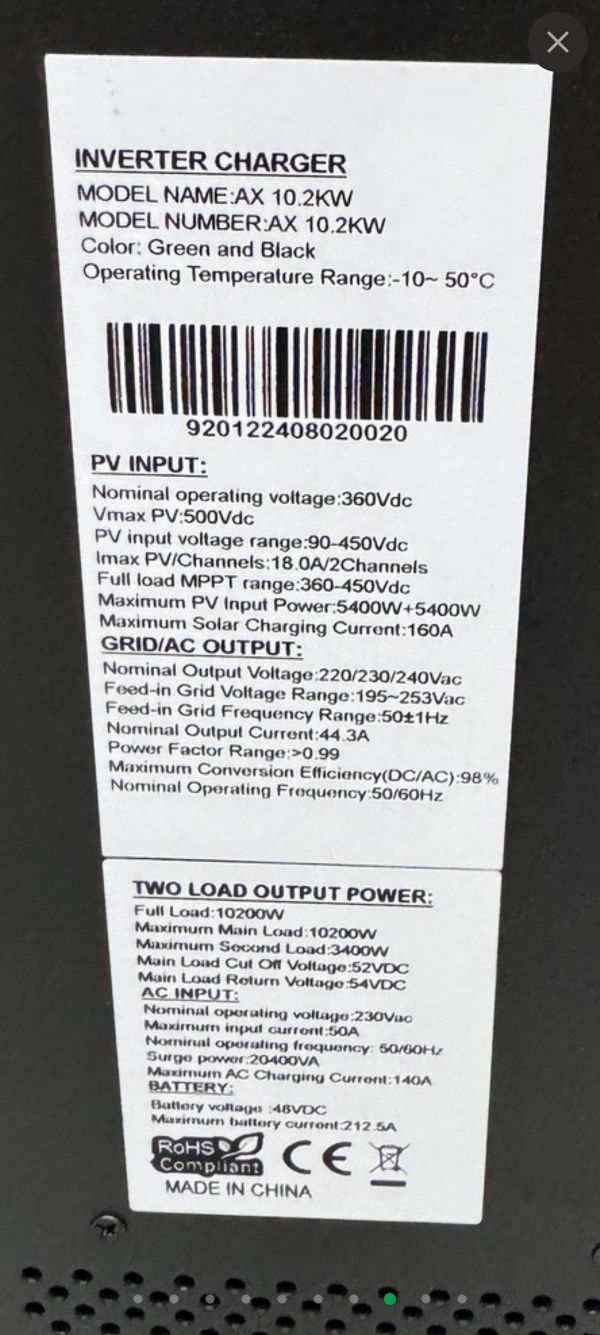 INVERTER CHARGER
MODEL NAME:AX 10.2KW
MODEL NUMBER:AX 10.2KW
Color: Green and Black
Operating Temperature Range:-10~ 50°C
920122408020020
PV INPUT:
Nominal operating voltage:360Vdc
Vmax PV:500Vdc
PV input voltage range:90-450Vdc
Imax PV/Channels:18.0A/2Channels
Full load MPPT range:360-450Vdc
Maximum PV Input Power:5400W+5400W
Maximum Solar Charging Current:160A
GRID/AC OUTPUT:
Nominal Output Voltage:220/230/240Vac
Feed-in Grid Voltage Range:195~253Vac
Feed-in Grid Frequency Range:50±1Hz
Nominal Output Current:44.3A
Power Factor Range:>0.99
Maximum Conversion Efficiency(DC/AC):98%
Nominal Operating Frequency:50/60Hz
TWO LOAD OUTPUT POWER:
Full Load:10200W
Maximum Main Load:10200W
Maximum Second Load:3400W
Main Load Cut Off Voltage:52VDC
Main Load Return Voltage:54VDC
AC INPUT:
Nominal operating voltage:230Vac
Maximum input current:50A
Nominal operating frequency: 50/60Hz
Surge power:20400VA
Maximum AC Charging Current:140A
BATTERY:
Battery voltage :48VDC
Maximum battery current:212.5A
RoHS
Compliant CE
MADE IN CHINA